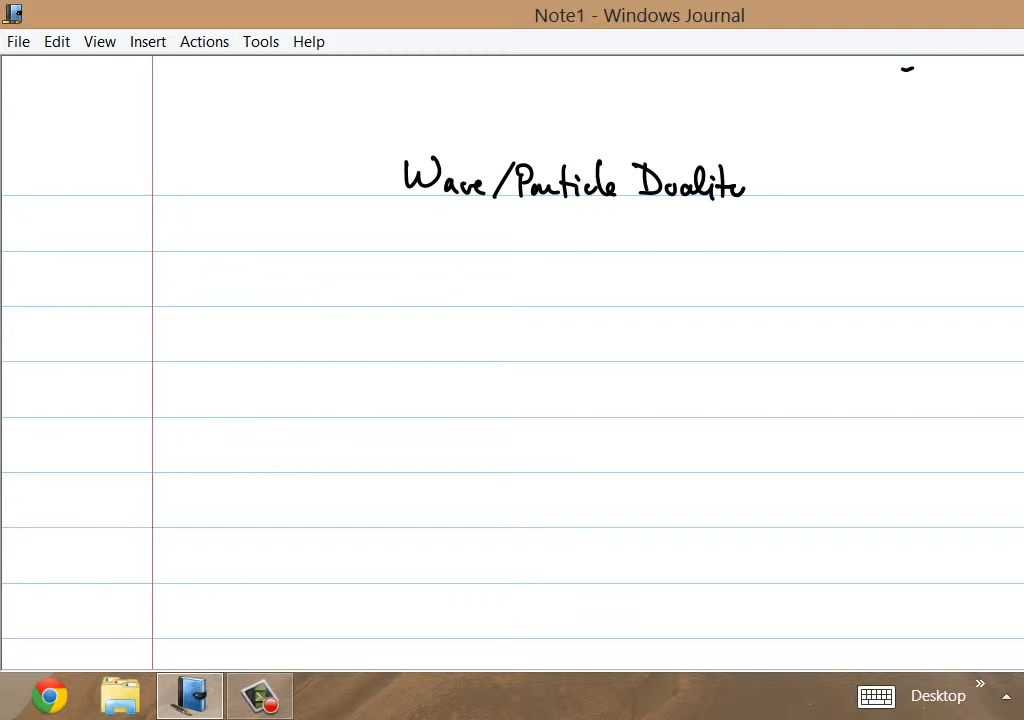 Note1 - Windows Journal
File Edit View Insert Actions Tools Help
Wave/Particle Duality
Desktop